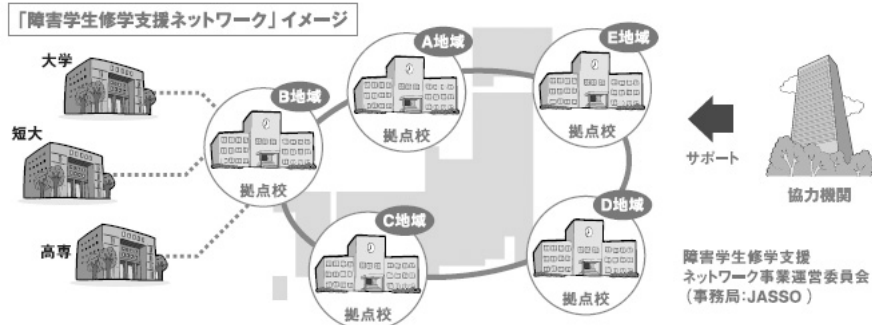 「障害学生修学支援ネットワーク」イメージ
大学
短大
高専
B地域
拠点校
A地域
拠点校
E地域
拠点校
C地域
拠点校
D地域
拠点校
サポート
協力機関
障害学生修学支援
ネットワーク事業運営委員会
(事務局:JASSO)